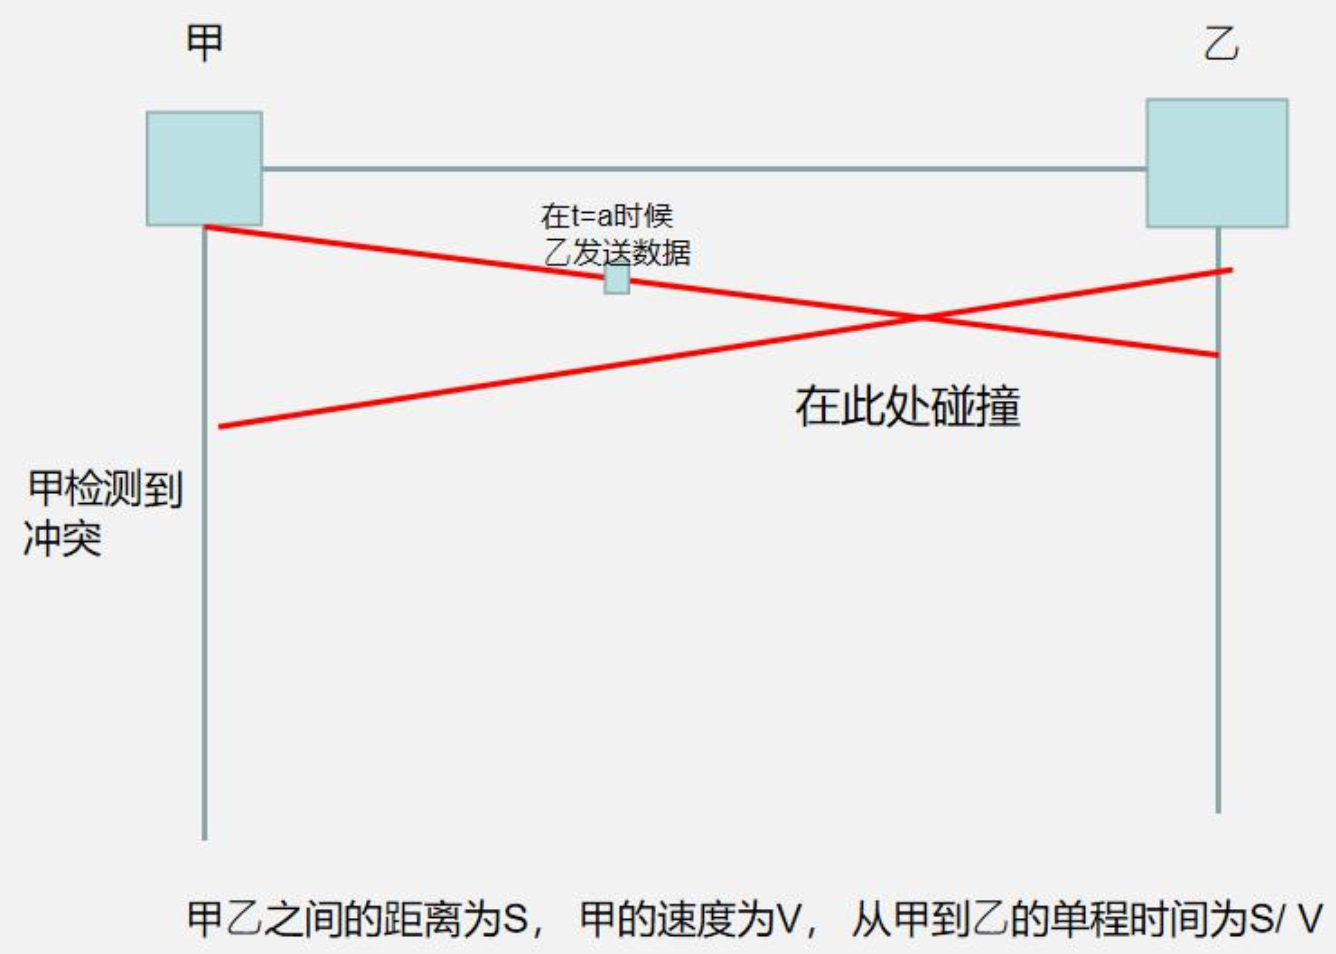 甲
乙
在t=a时候
乙发送数据
在此处碰撞
甲检测到
冲突
甲乙之间的距离为S， 甲的速度为V， 从甲到乙的单程时间为S/ V